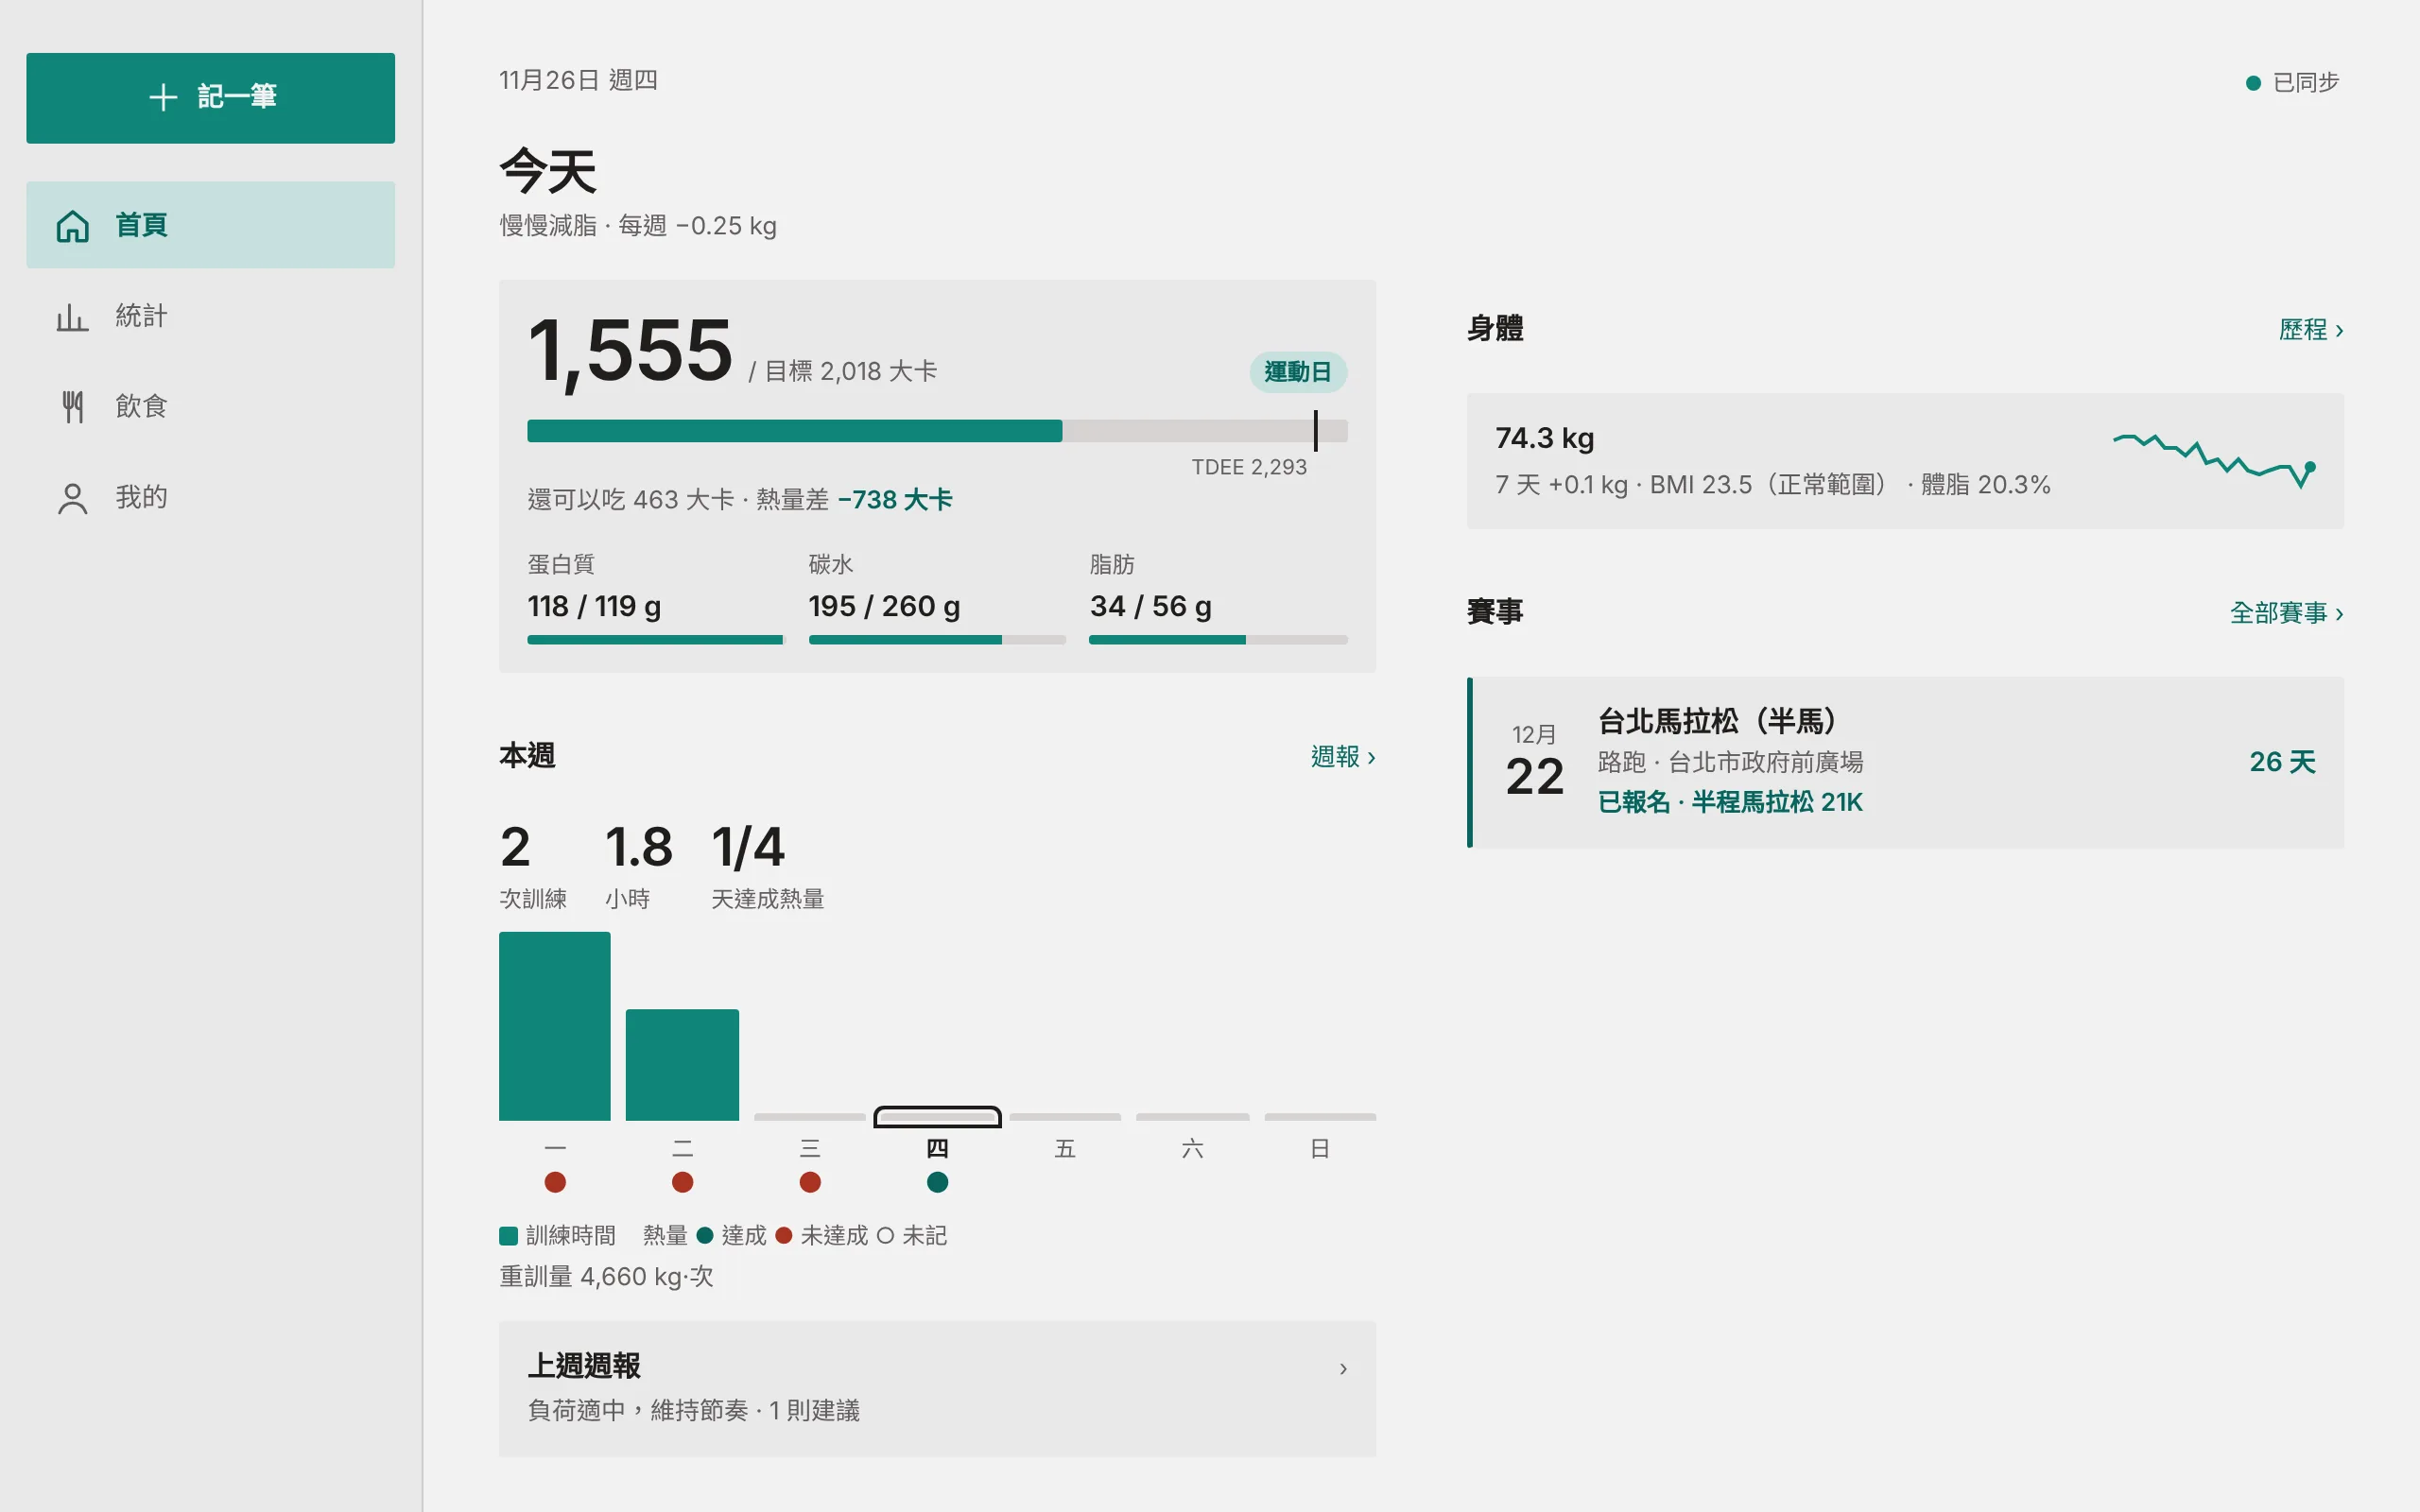 記一筆
首頁
統計
飲食
我的
11月26日 週四
已同步
今天
慢慢減脂 · 每週 −0.25 kg
1,555 / 目標 2,018 大卡
運動日
TDEE 2,293
還可以吃 463 大卡 · 熱量差 −738 大卡
蛋白質 碳水 脂肪
118 / 119 g 195 / 260 g 34 / 56 g
本週
週報 ›
2 1.8 1/4
次訓練 小時 天達成熱量
一 二 三 四 五 六 日
訓練時間 熱量 達成 未達成 未記
重訓量 4,660 kg·次
上週週報 ›
負荷適中，維持節奏 · 1 則建議
身體
歷程 ›
74.3 kg
7 天 +0.1 kg · BMI 23.5（正常範圍） · 體脂 20.3%
賽事
全部賽事 ›
12月
22
台北馬拉松（半馬）
路跑 · 台北市政府前廣場
已報名 · 半程馬拉松 21K
26 天